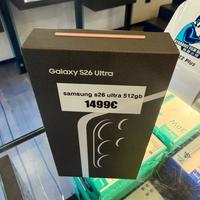 Galaxy S26 Ultra
samsung s26 ultra 512gb
1499€